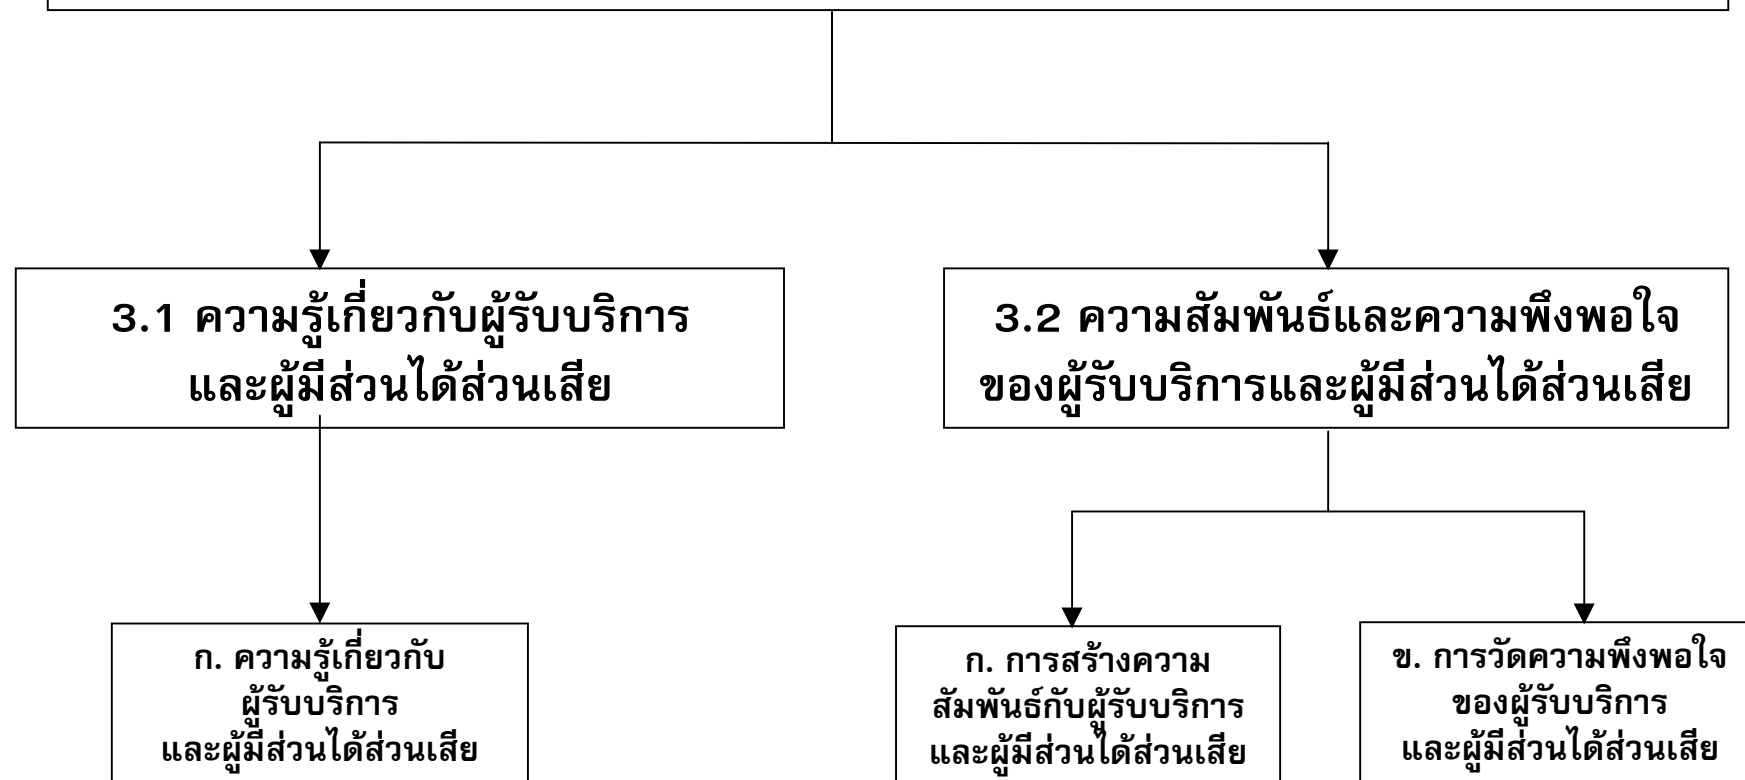 3.1 ความรู้เกี่ยวกับผู้รับบริการ
และผู้มีส่วนได้ส่วนเสีย
3.2 ความสัมพันธ์และความพึงพอใจ
ของผู้รับบริการและผู้มีส่วนได้ส่วนเสีย
ก. ความรู้เกี่ยวกับ
ผู้รับบริการ
และผู้มีส่วนได้ส่วนเสีย
ก. การสร้างความ
สัมพันธ์กับผู้รับบริการ
และผู้มีส่วนได้ส่วนเสีย
ข. การวัดความพึงพอใจ
ของผู้รับบริการ
และผู้มีส่วนได้ส่วนเสีย